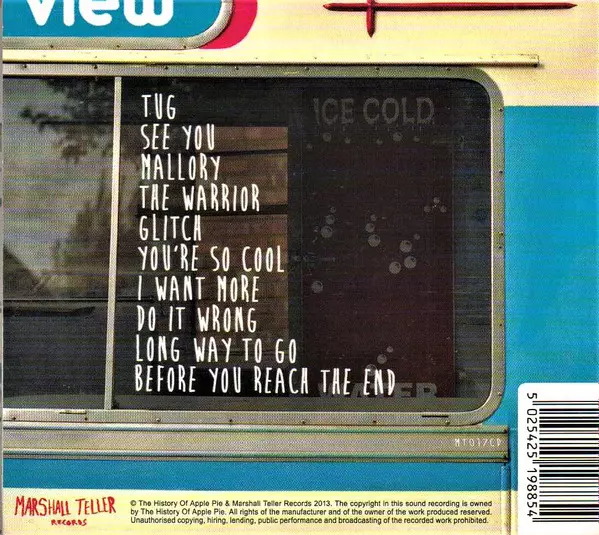 view
ICE COLD
TUG
SEE YOU
MALLORY
THE WARRIOR
GLITCH
YOU'RE SO COOL
I WANT MORE
DO IT WRONG
LONG WAY TO GO
BEFORE YOU REACH THE END
WATER
MT017CD
MARSHALL TELLER
RECORDS
© The History Of Apple Pie & Marshall Teller Records 2013. The copyright in this sound recording is owned
by The History Of Apple Pie. All rights of the manufacturer and of the owner of the work produced reserved.
Unauthorised copying, hiring, lending, public performance and broadcasting of the recorded work prohibited.
5 025425 198854